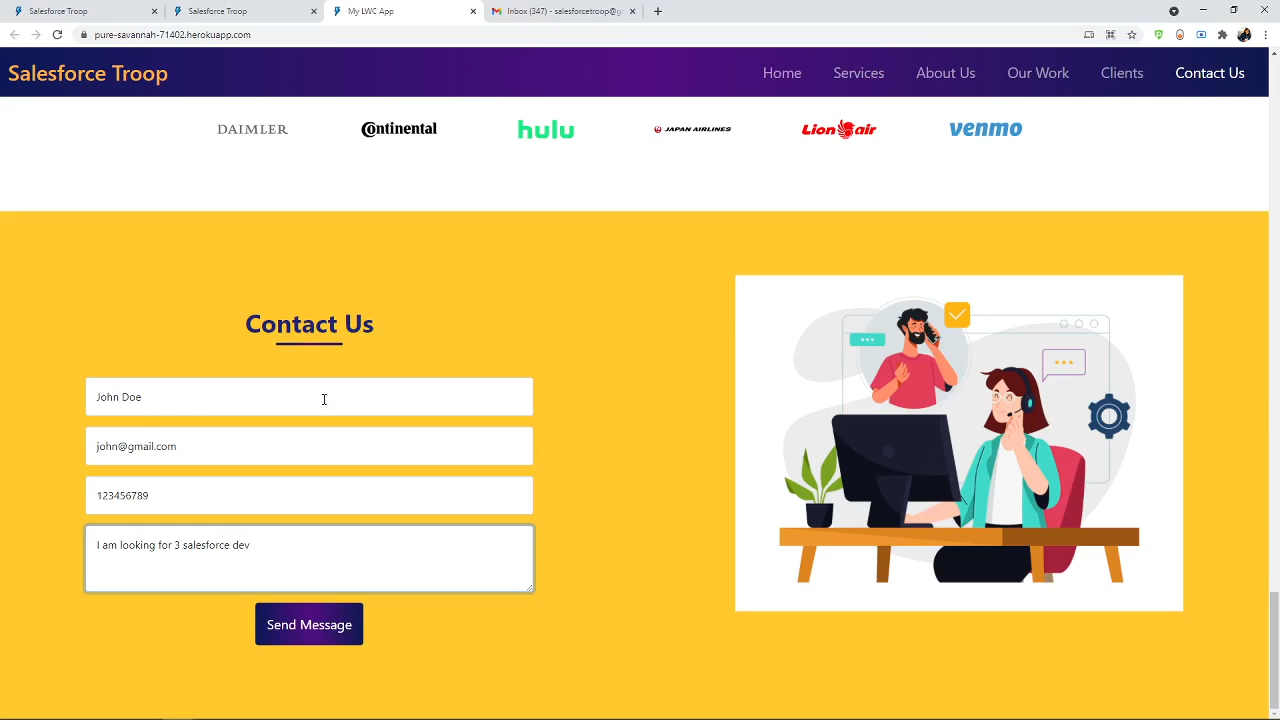 Salesforce Troop
Salesforce Troop
My LWC App
Inbox (347) - salesforcetroop@g
pure-savannah-71402.herokuapp.com
Salesforce Troop
Home
Services
About Us
Our Work
Clients
Contact Us
DAIMLER
Continental
hulu
JAPAN AIRLINES
Lion air
venmo
Contact Us
John Doe
john@gmail.com
123456789
I am looking for 3 salesforce dev
Send Message